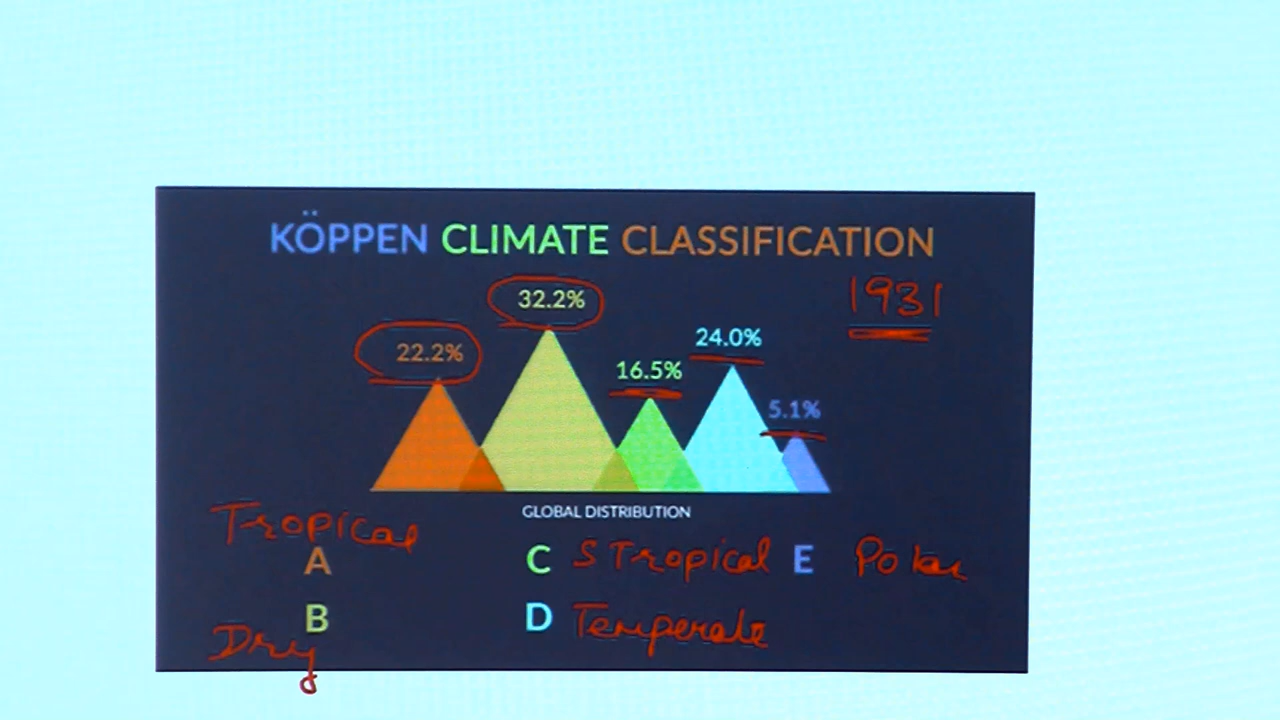 KÖPPEN CLIMATE CLASSIFICATION
1931
32.2%
22.2%
24.0%
16.5%
5.1%
GLOBAL DISTRIBUTION
Tropical
A
C S Tropical
E Polar
B
D Temperate
Dry